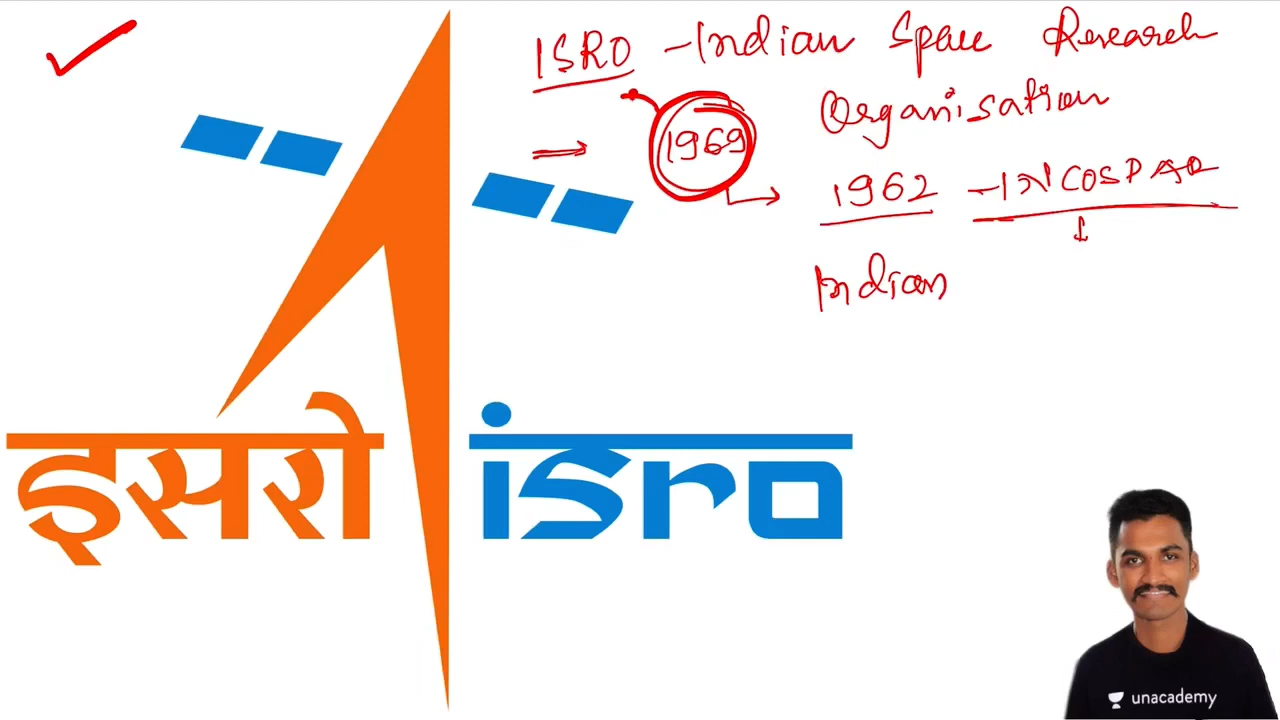 ISRO - Indian Space Research
Organisation
1969
1962 - INCOSPAR
Indian
इसरो isro
unacademy